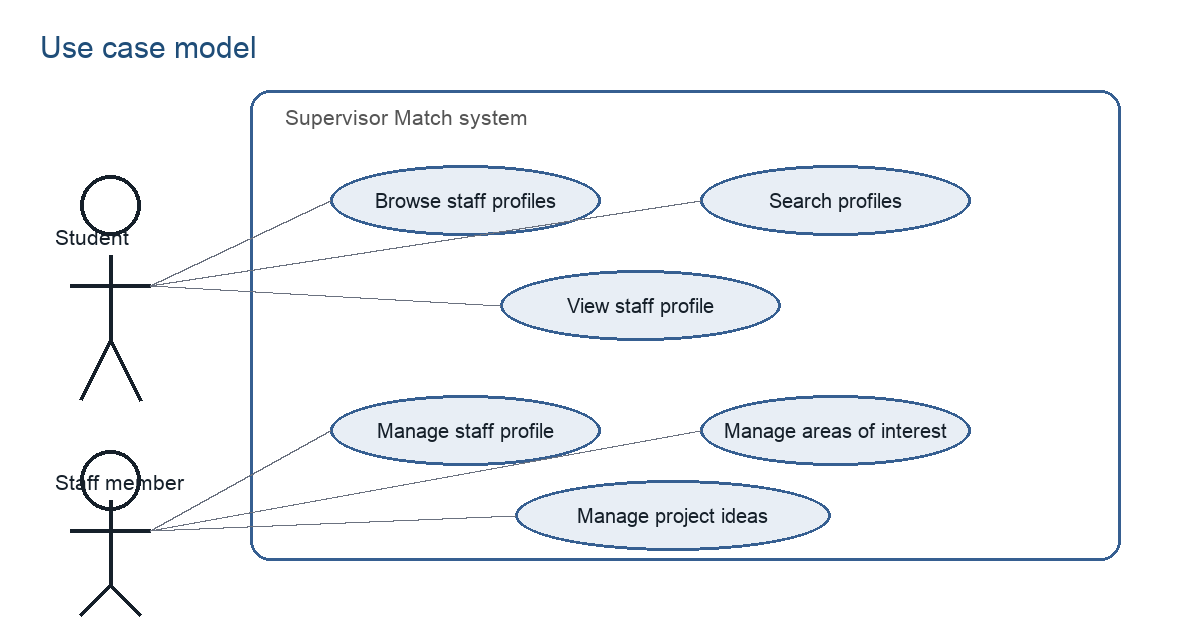 Use case model
Supervisor Match system
Browse staff profiles
Search profiles
Student
View staff profile
Manage staff profile
Manage areas of interest
Staff member
Manage project ideas